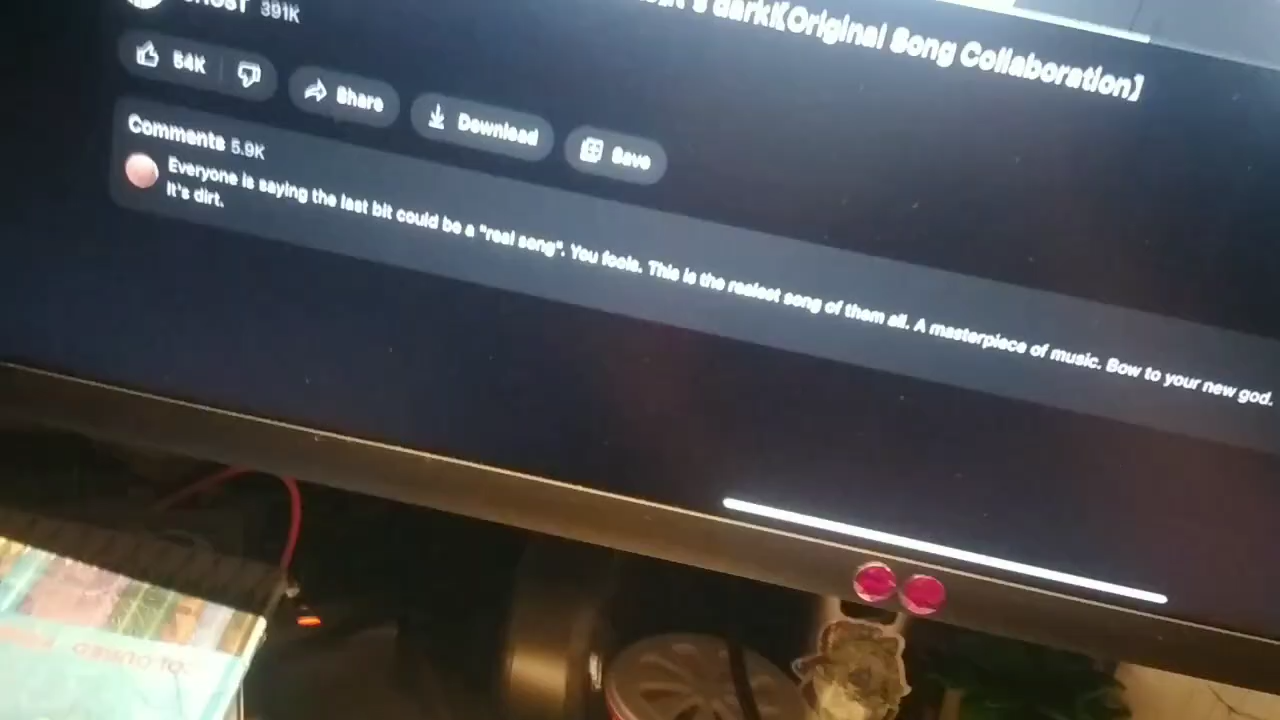 GHOST 391K
dark【Original Song Collaboration】
54K Share Download Save
Comments 5.9K
Everyone is saying the last bit could be a "real song". You fools. This is the realest song of them all. A masterpiece of music. Bow to your new god.
It's dirt.